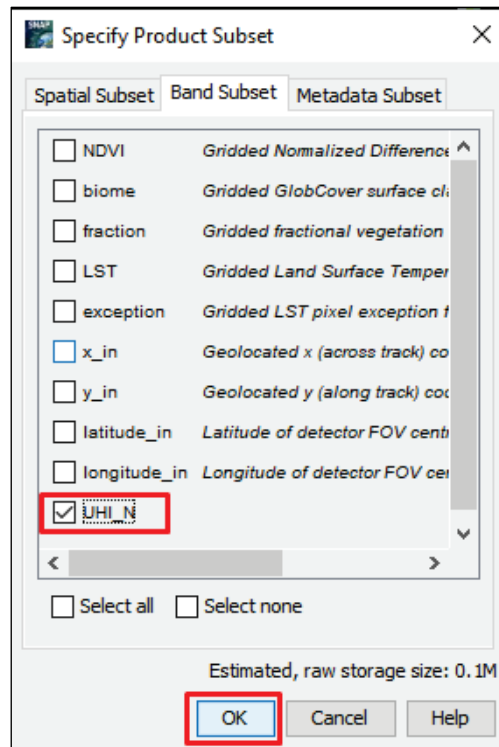 SNAP
Specify Product Subset
Spatial Subset Band Subset Metadata Subset
NDVI Gridded Normalized Difference
biome Gridded GlobCover surface cl
fraction Gridded fractional vegetation
LST Gridded Land Surface Temper
exception Gridded LST pixel exception f
x_in Geolocated x (across track) co
y_in Geolocated y (along track) coo
latitude_in Latitude of detector FOV cent
longitude_in Longitude of detector FOV cen
UHI_N
Select all Select none
Estimated, raw storage size: 0.1M
OK Cancel Help